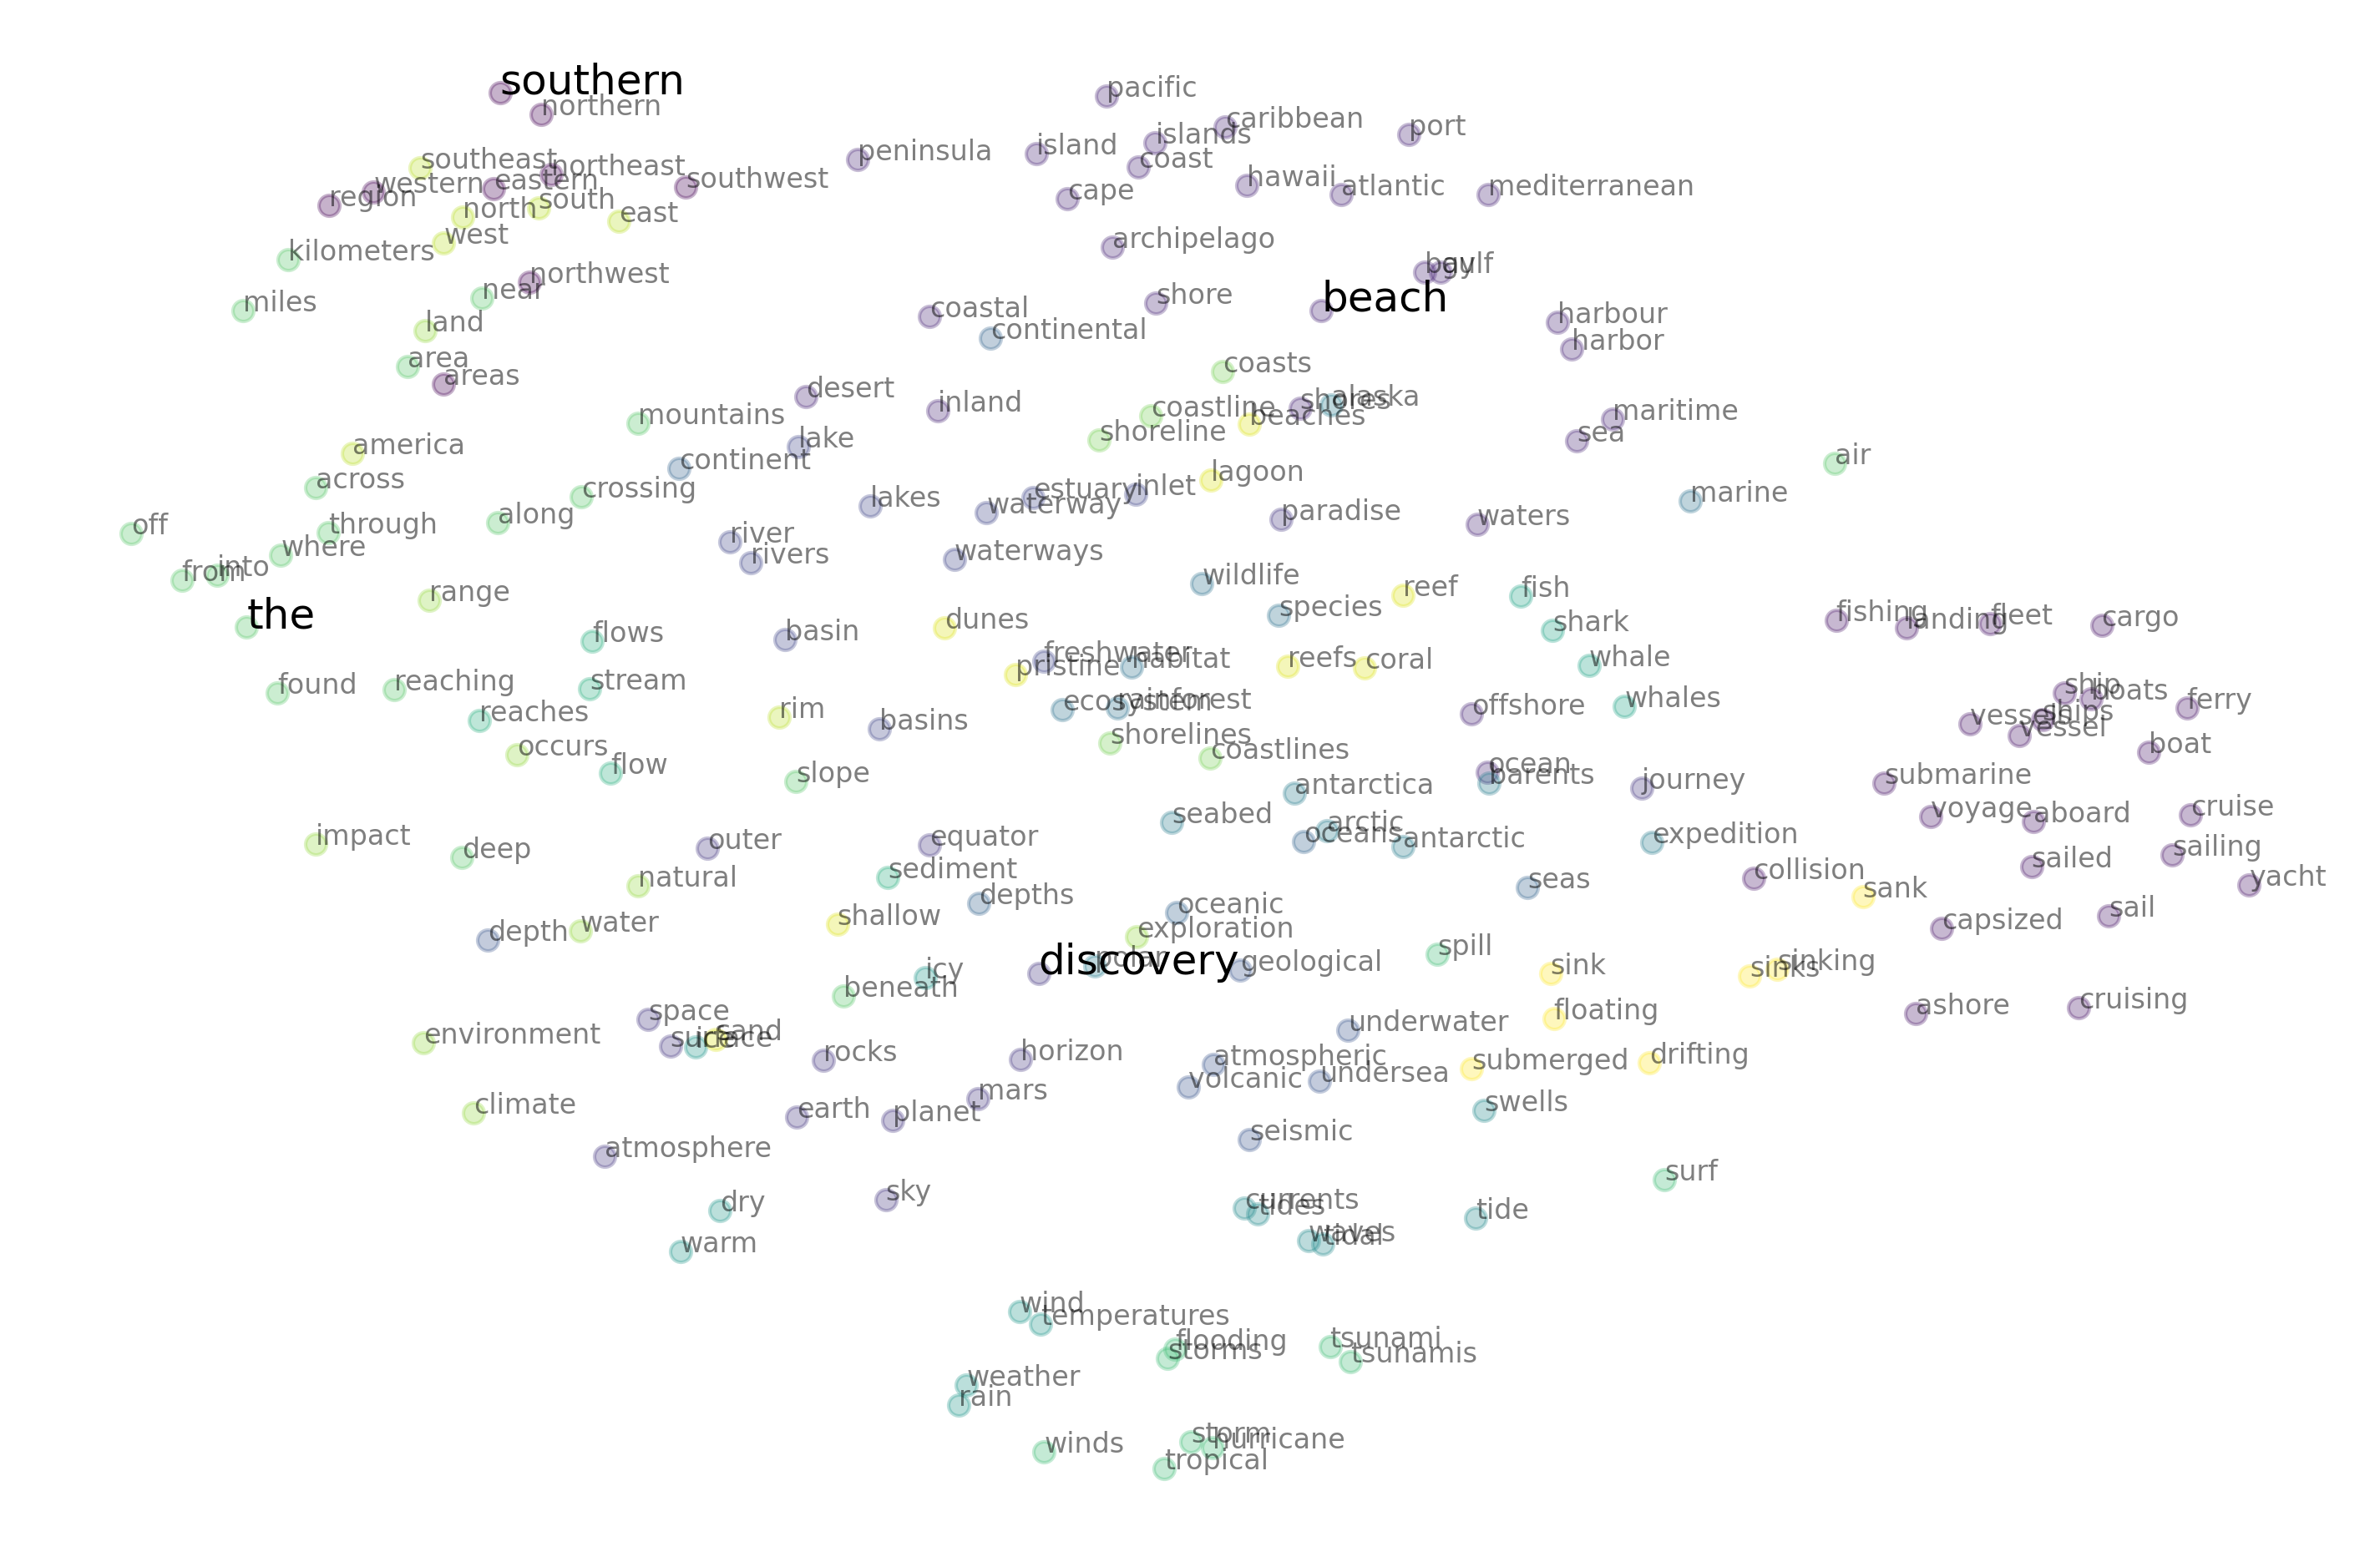 southern
northern
pacific
caribbean
port
islands
island
coast
peninsula
southeast
northeast
southwest
western
eastern
region
north
south
east
west
cape
hawaii
atlantic
mediterranean
archipelago
kilometers
northwest
near
miles
bay
gulf
beach
shore
coastal
continental
harbour
harbor
land
area
areas
coasts
desert
inland
shores
alaska
beaches
coastline
shoreline
maritime
sea
mountains
lake
continent
america
across
crossing
air
lagoon
marine
estuary
inlet
waterway
lakes
paradise
waters
off
through
along
where
river
rivers
waterways
from
into
the
range
wildlife
species
reef
fish
shark
fishing
landing
fleet
cargo
flows
basin
dunes
freshwater
pristine
habitat
reefs
coral
whale
found
reaching
stream
reaches
rim
basins
ecosystem
rainforest
offshore
whales
ship
boats
ferry
vessels
ships
vessel
boat
occurs
flow
slope
shorelines
coastlines
ocean
barents
antarctica
journey
submarine
voyage
aboard
cruise
seabed
arctic
oceans
antarctic
expedition
impact
deep
outer
equator
sediment
natural
depths
seas
collision
sank
sailed
sailing
yacht
capsized
sail
depth
water
shallow
oceanic
exploration
discovery
polar
geological
icy
beneath
spill
sink
sinks
sinking
floating
ashore
cruising
environment
space
surface
ice
sand
rocks
horizon
underwater
atmospheric
volcanic
undersea
submerged
drifting
mars
climate
earth
planet
swells
seismic
atmosphere
sky
surf
dry
warm
currents
tides
tide
waves
tidal
wind
temperatures
flooding
storms
tsunami
tsunamis
weather
rain
winds
storm
hurricane
tropical